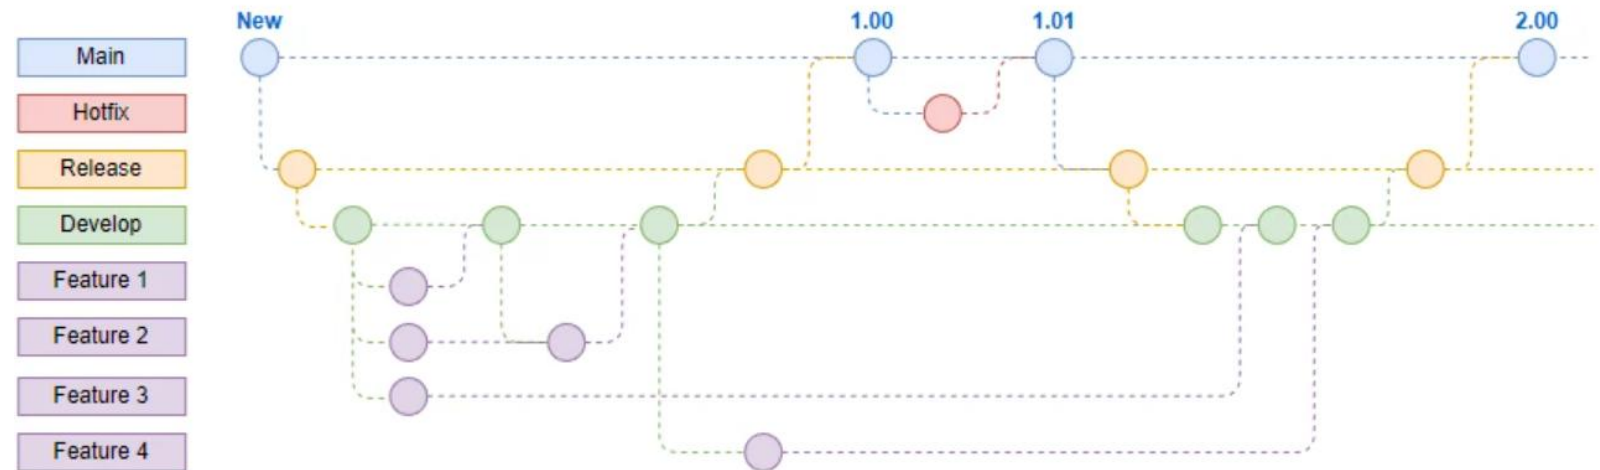 New 1.00 1.01 2.00
Main
Hotfix
Release
Develop
Feature 1
Feature 2
Feature 3
Feature 4